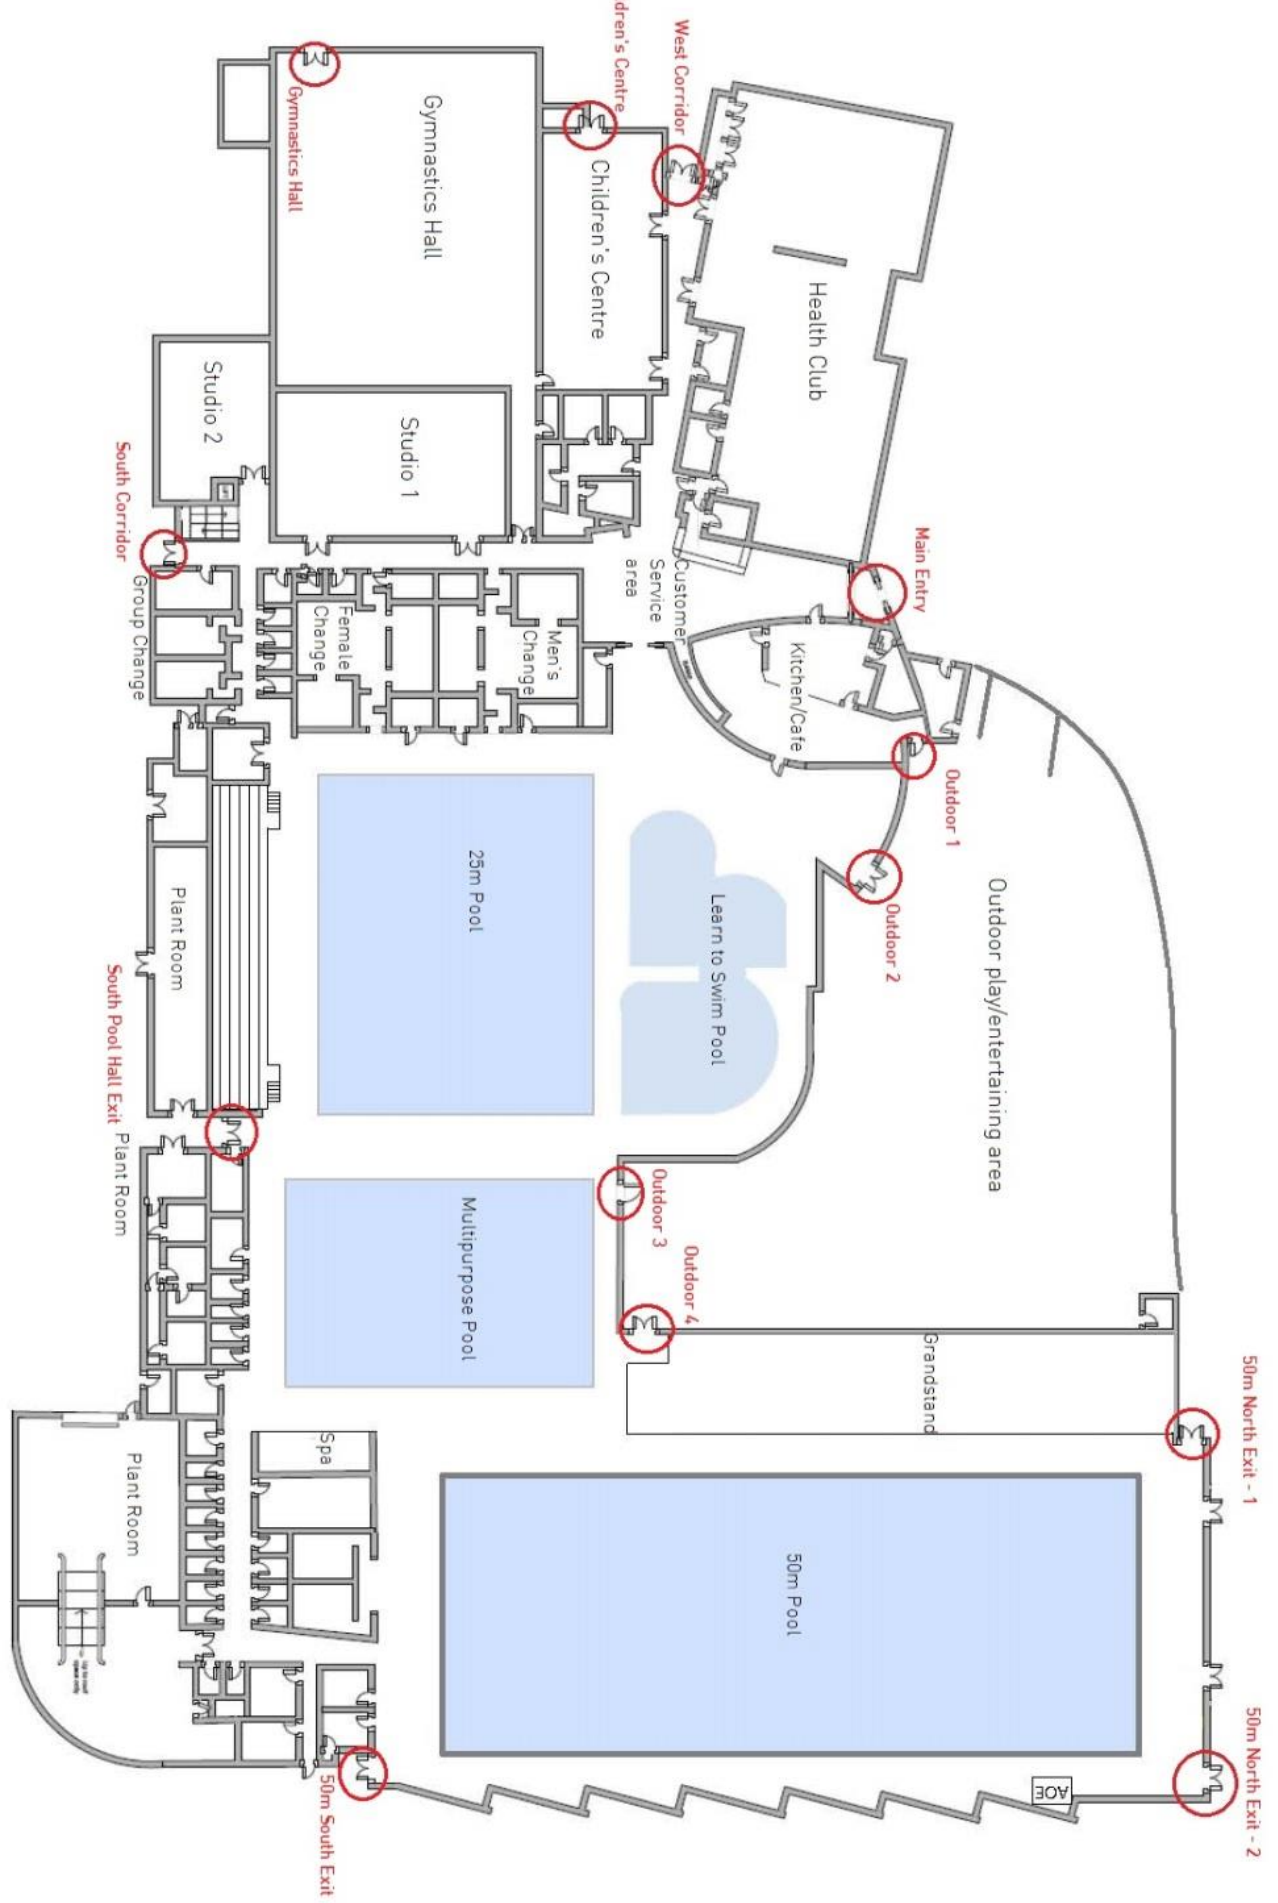 Children's Centre
West Corridor
Gymnastics Hall
Gymnastics Hall
Children's Centre
Health Club
Studio 2
Studio 1
South Corridor
Main Entry
Customer
Service
area
Group Change
Female
Change
Men's
Change
Kitchen/Cafe
Outdoor 1
Outdoor 2
Outdoor play/entertaining area
25m Pool
Learn to Swim Pool
Plant Room
South Pool Hall Exit
Plant Room
Multipurpose Pool
Outdoor 3
Outdoor 4
Grandstand
50m North Exit - 1
Spa
Plant Room
50m Pool
50m North Exit - 2
50m South Exit
AOE